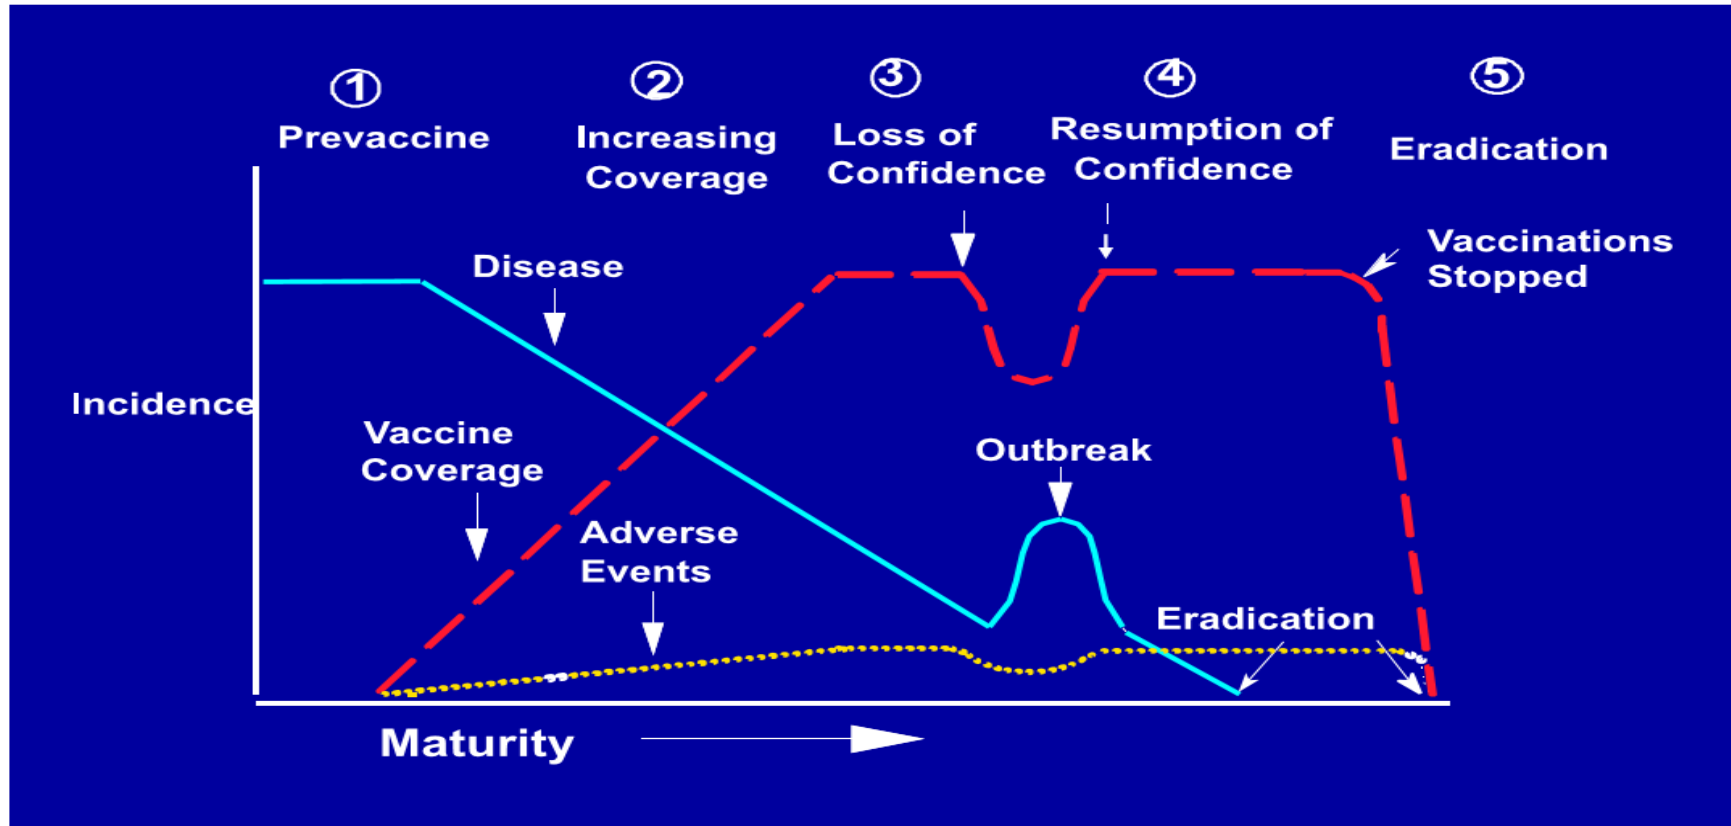 ①
Prevaccine
②
Increasing
Coverage
③
Loss of
Confidence
④
Resumption of
Confidence
⑤
Eradication
Vaccinations
Stopped
Disease
Incidence
Vaccine
Coverage
Outbreak
Adverse
Events
Eradication
Maturity